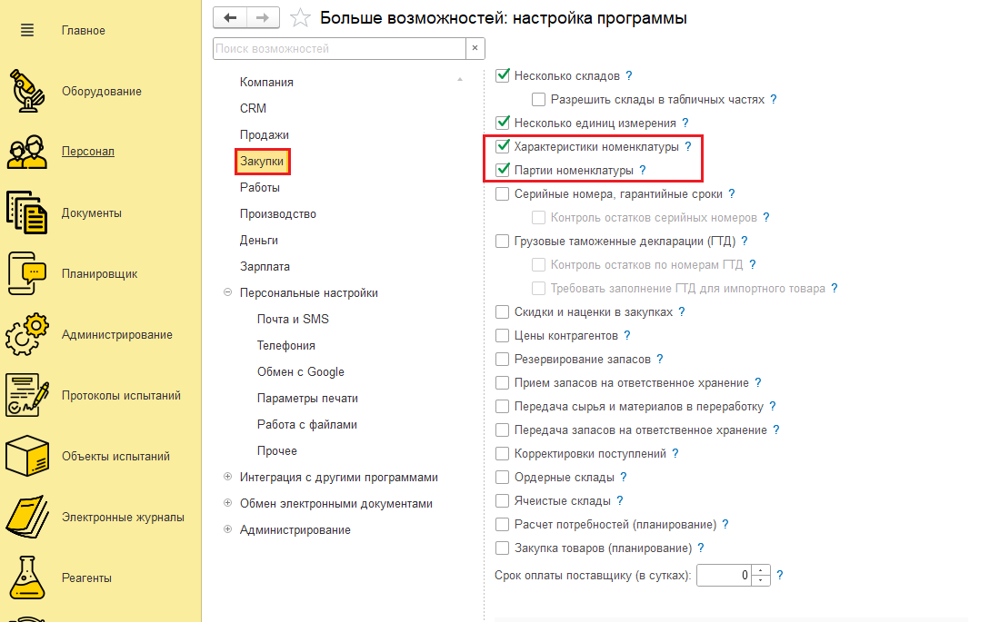 Главное
Оборудование
Персонал
Документы
Планировщик
Администрирование
Протоколы испытаний
Объекты испытаний
Электронные журналы
Реагенты
Больше возможностей: настройка программы
Поиск возможностей ×
Компания
CRM
Продажи
Закупки
Работы
Производство
Деньги
Зарплата
Персональные настройки
Почта и SMS
Телефония
Обмен с Google
Параметры печати
Работа с файлами
Прочее
Интеграция с другими программами
Обмен электронными документами
Администрирование
Несколько складов ?
Разрешить склады в табличных частях ?
Несколько единиц измерения ?
Характеристики номенклатуры ?
Партии номенклатуры ?
Серийные номера, гарантийные сроки ?
Контроль остатков серийных номеров ?
Грузовые таможенные декларации (ГТД) ?
Контроль остатков по номерам ГТД ?
Требовать заполнение ГТД для импортного товара ?
Скидки и наценки в закупках ?
Цены контрагентов ?
Резервирование запасов ?
Прием запасов на ответственное хранение ?
Передача сырья и материалов в переработку ?
Передача запасов на ответственное хранение ?
Корректировки поступлений ?
Ордерные склады ?
Ячеистые склады ?
Расчет потребностей (планирование) ?
Закупка товаров (планирование) ?
Срок оплаты поставщику (в сутках): 0 ?